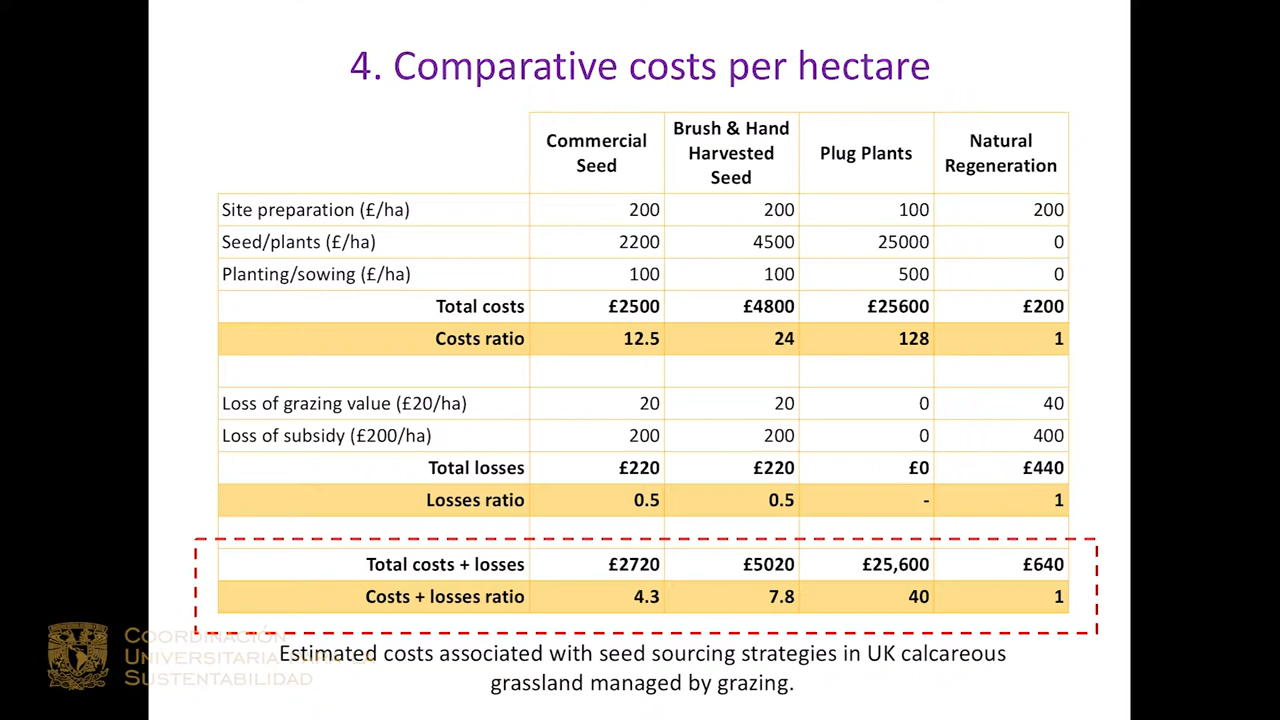 4. Comparative costs per hectare
Commercial Seed | Brush & Hand Harvested Seed | Plug Plants | Natural Regeneration
Site preparation (£/ha) 200 200 100 200
Seed/plants (£/ha) 2200 4500 25000 0
Planting/sowing (£/ha) 100 100 500 0
Total costs £2500 £4800 £25600 £200
Costs ratio 12.5 24 128 1
Loss of grazing value (£20/ha) 20 20 0 40
Loss of subsidy (£200/ha) 200 200 0 400
Total losses £220 £220 £0 £440
Losses ratio 0.5 0.5 - 1
Total costs + losses £2720 £5020 £25,600 £640
Costs + losses ratio 4.3 7.8 40 1
Estimated costs associated with seed sourcing strategies in UK calcareous
grassland managed by grazing.
COORDINACIÓN
UNIVERSITARIA PARA LA
SUSTENTABILIDAD